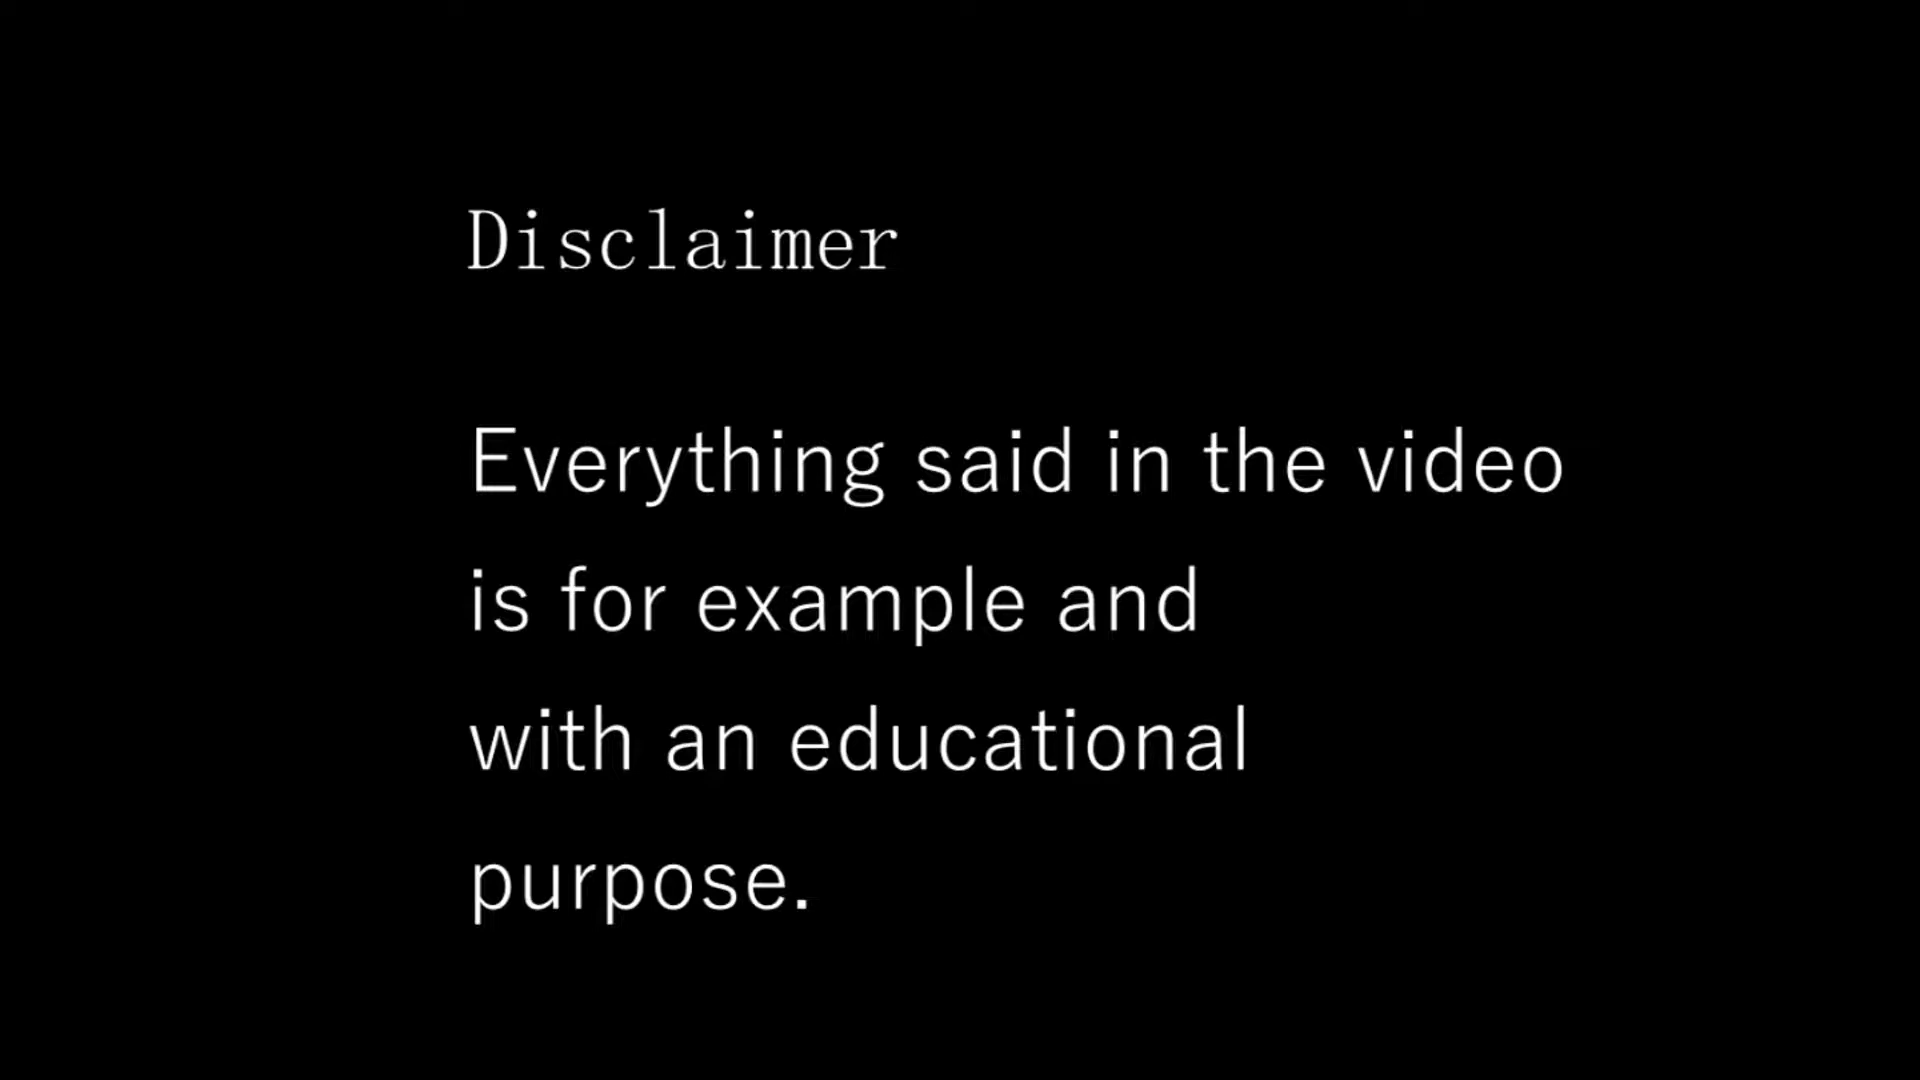 Disclaimer
Everything said in the video
is for example and
with an educational
purpose.